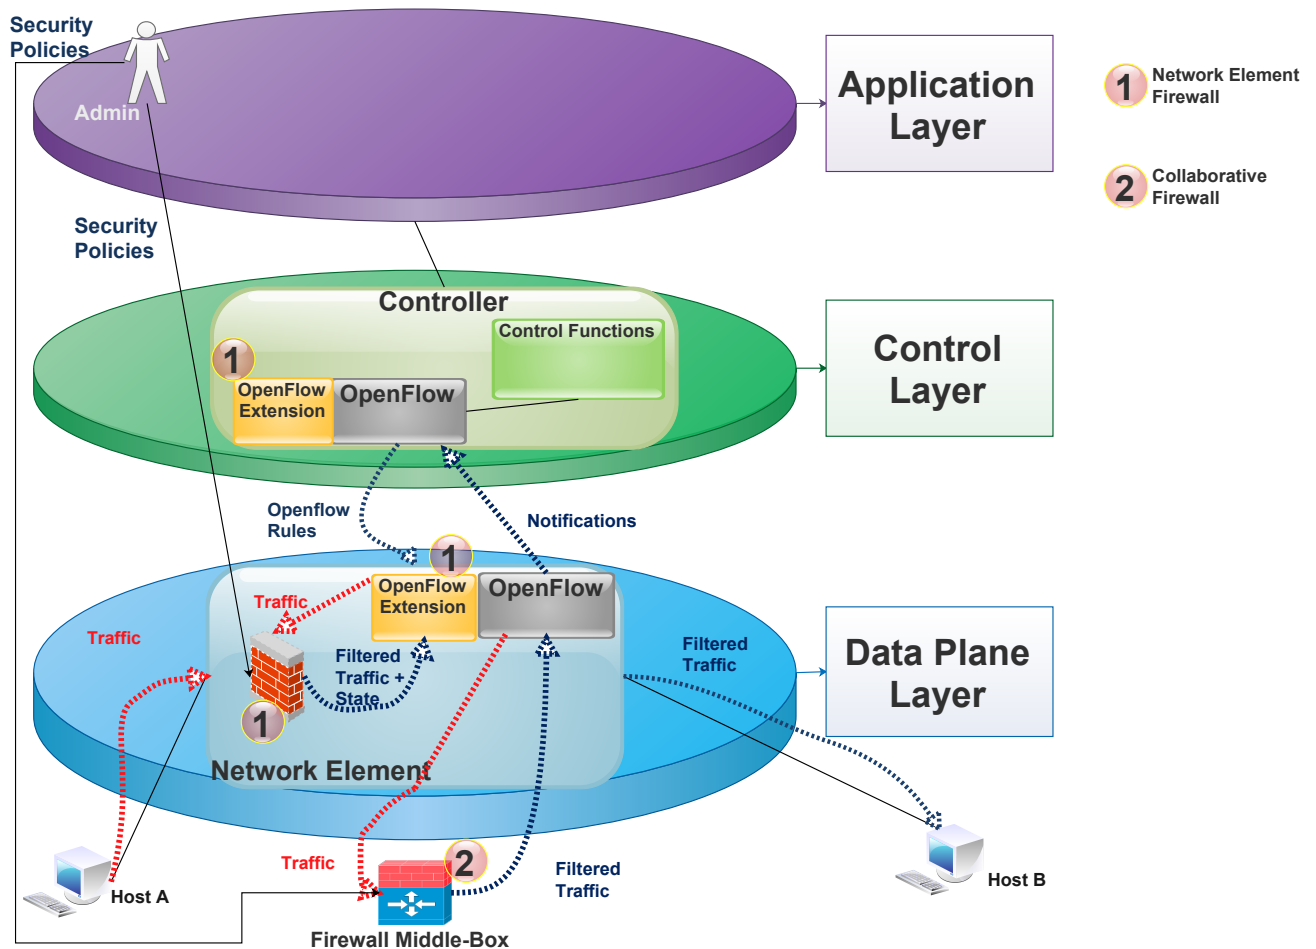 Security
Policies
Admin
Application
Layer
1
Network Element
Firewall
2
Collaborative
Firewall
Security
Policies
Controller
Control Functions
1
OpenFlow
Extension
OpenFlow
Control
Layer
Openflow
Rules
Notifications
1
OpenFlow
Extension
OpenFlow
Traffic
Traffic
Filtered
Traffic +
State
1
Network Element
Filtered
Traffic
Data Plane
Layer
Host A
Traffic
2
Filtered
Traffic
Firewall Middle-Box
Host B